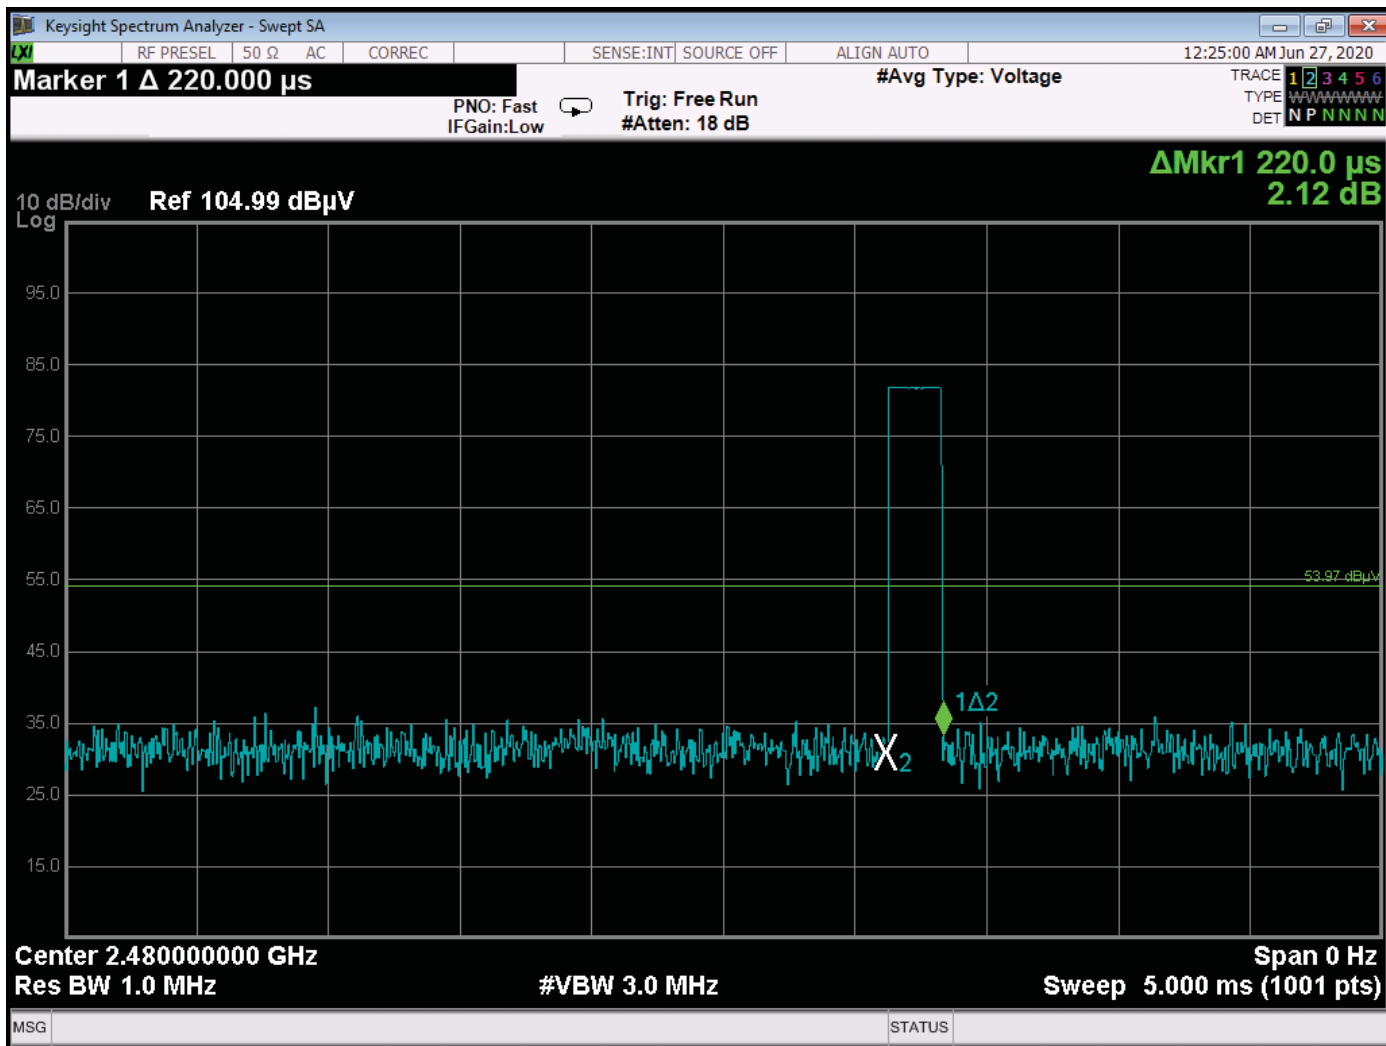 Keysight Spectrum Analyzer - Swept SA
LXI RF PRESEL 50 Ω AC CORREC SENSE:INT SOURCE OFF ALIGN AUTO 12:25:00 AM Jun 27, 2020
Marker 1 Δ 220.000 µs
PNO: Fast
IFGain:Low
Trig: Free Run
#Atten: 18 dB
#Avg Type: Voltage
TRACE 1 2 3 4 5 6
TYPE WWWWWW
DET N P N N N N
ΔMkr1 220.0 µs
2.12 dB
10 dB/div
Log
Ref 104.99 dBµV
95.0
85.0
75.0
65.0
55.0
53.97 dBµV
45.0
35.0
1Δ2
X2
25.0
15.0
Center 2.480000000 GHz
Span 0 Hz
Res BW 1.0 MHz
#VBW 3.0 MHz
Sweep 5.000 ms (1001 pts)
MSG
STATUS